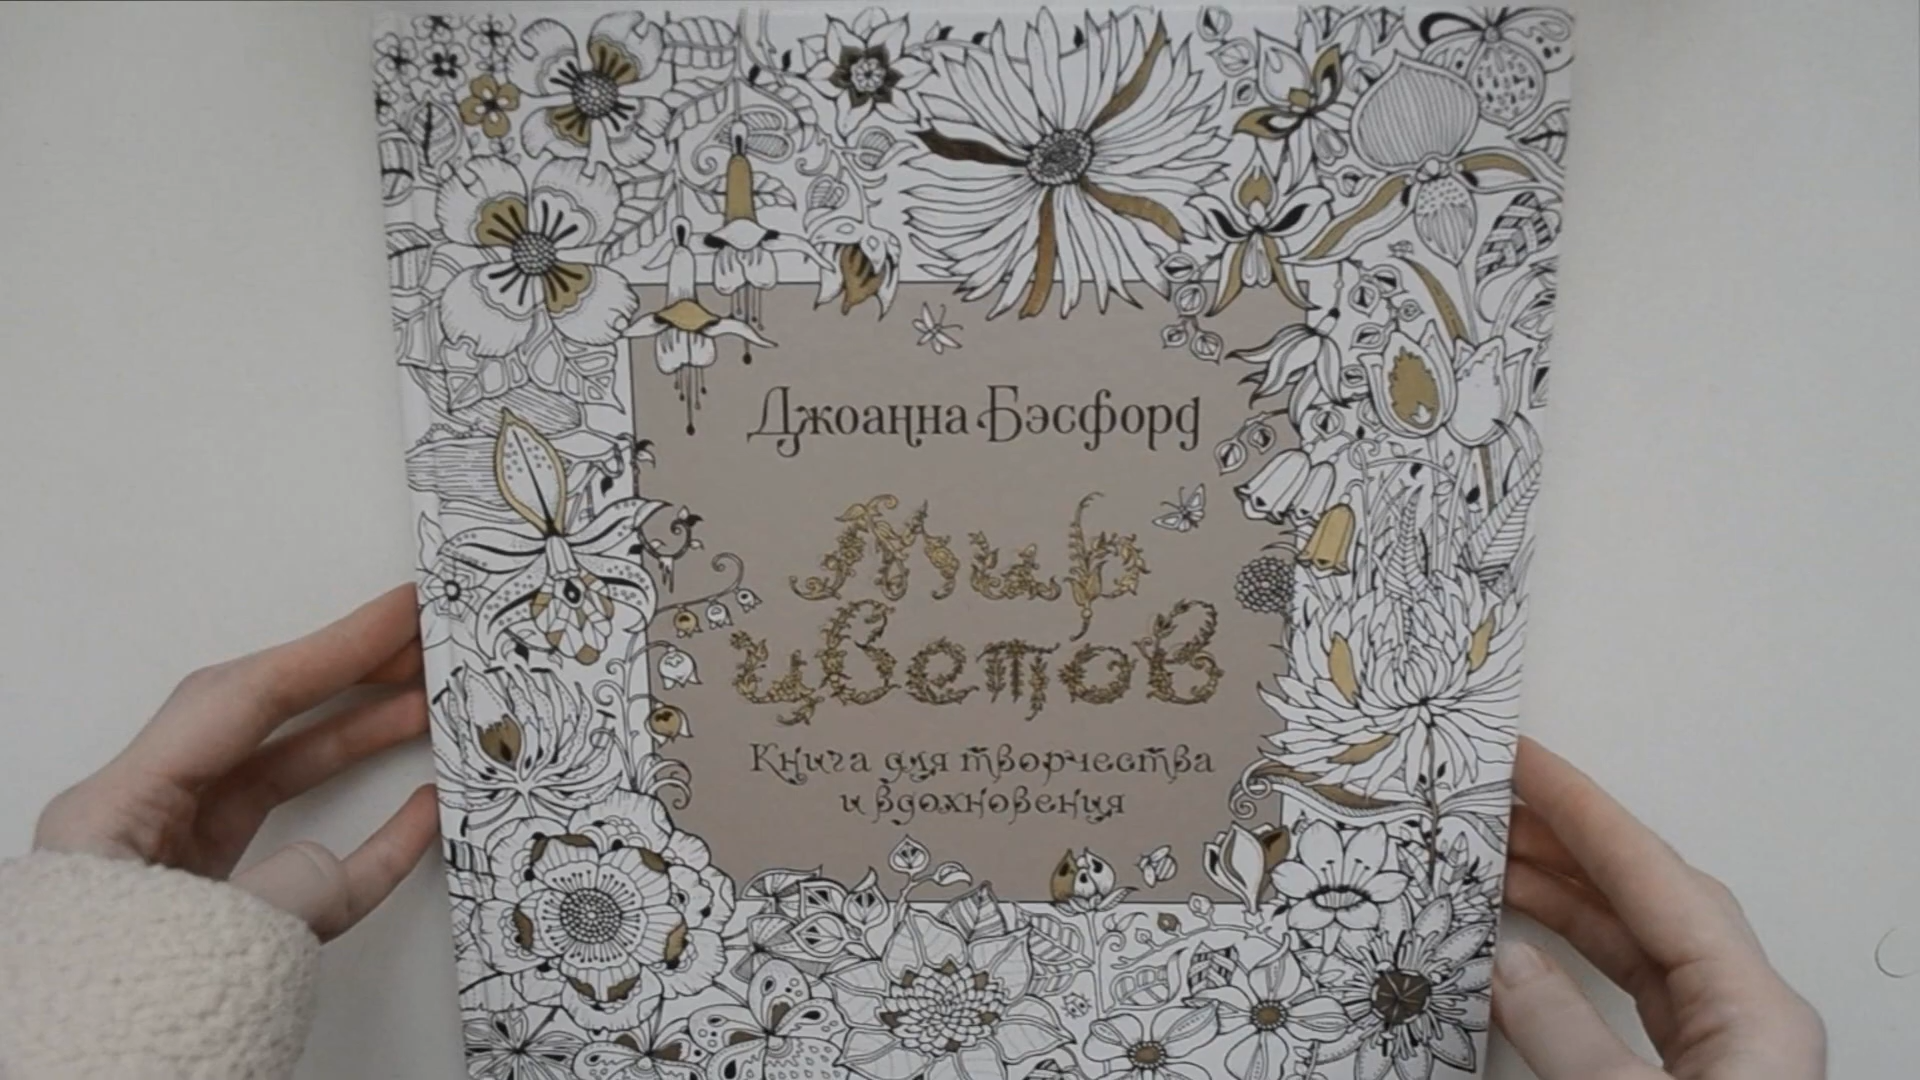 Джоанна Бэсфорд
Мир
цветов
Книга для творчества
и вдохновения